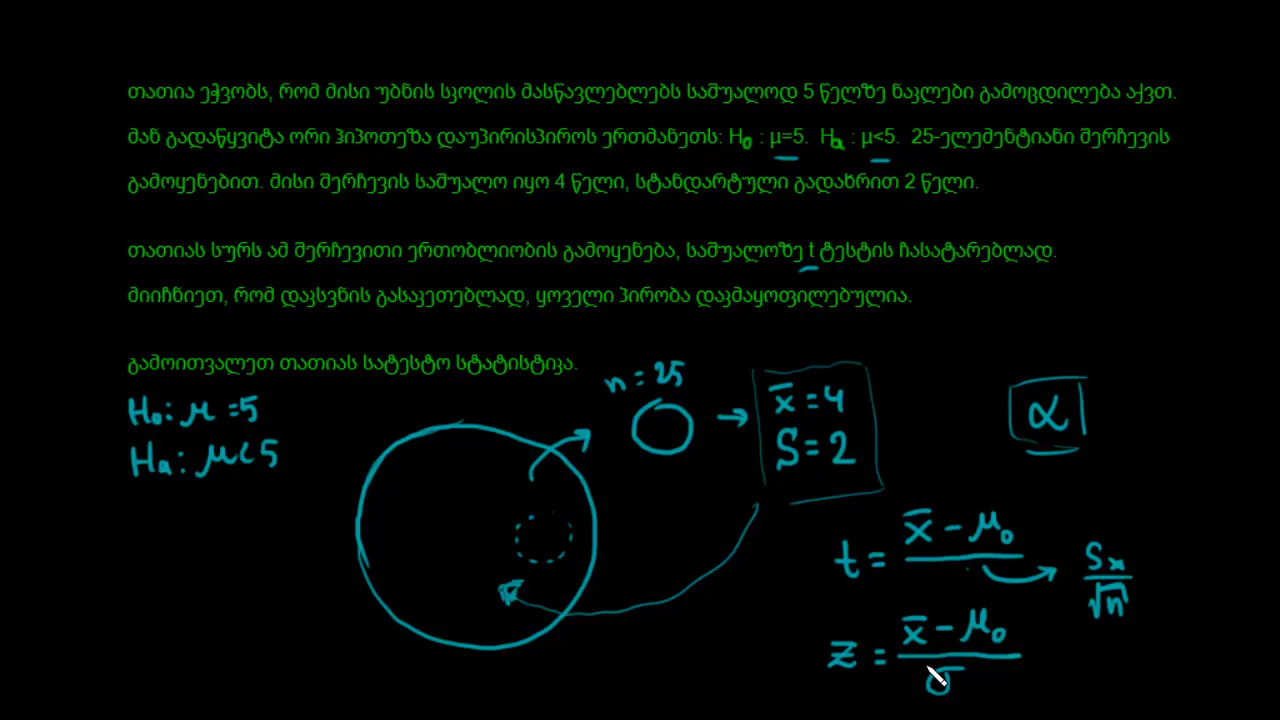 თათია ეჭვობს, რომ მისი უბნის სკოლის მასწავლებლებს საშუალოდ 5 წელზე ნაკლები გამოცდილება აქვთ.
მან გადაწყვიტა ორი ჰიპოთეზა დაუპირისპიროს ერთმანეთს: H₀ : μ=5. Hₐ : μ<5. 25-ელემენტიანი შერჩევის
გამოყენებით. მისი შერჩევის საშუალო იყო 4 წელი, სტანდარტული გადახრით 2 წელი.
თათიას სურს ამ შერჩევითი ერთობლიობის გამოყენება, საშუალოზე t ტესტის ჩასატარებლად.
მიიჩნიეთ, რომ დაკსვნის გასაკეთებლად, ყოველი პირობა დაკმაყოფილებულია.
გამოითვალეთ თათიას სატესტო სტატისტიკა.
H₀: μ = 5
Hₐ: μ < 5
n = 25
x̄ = 4
S = 2
α
t = x̄ - μ₀
Sₓ
√n
z = x̄ - μ₀
σ